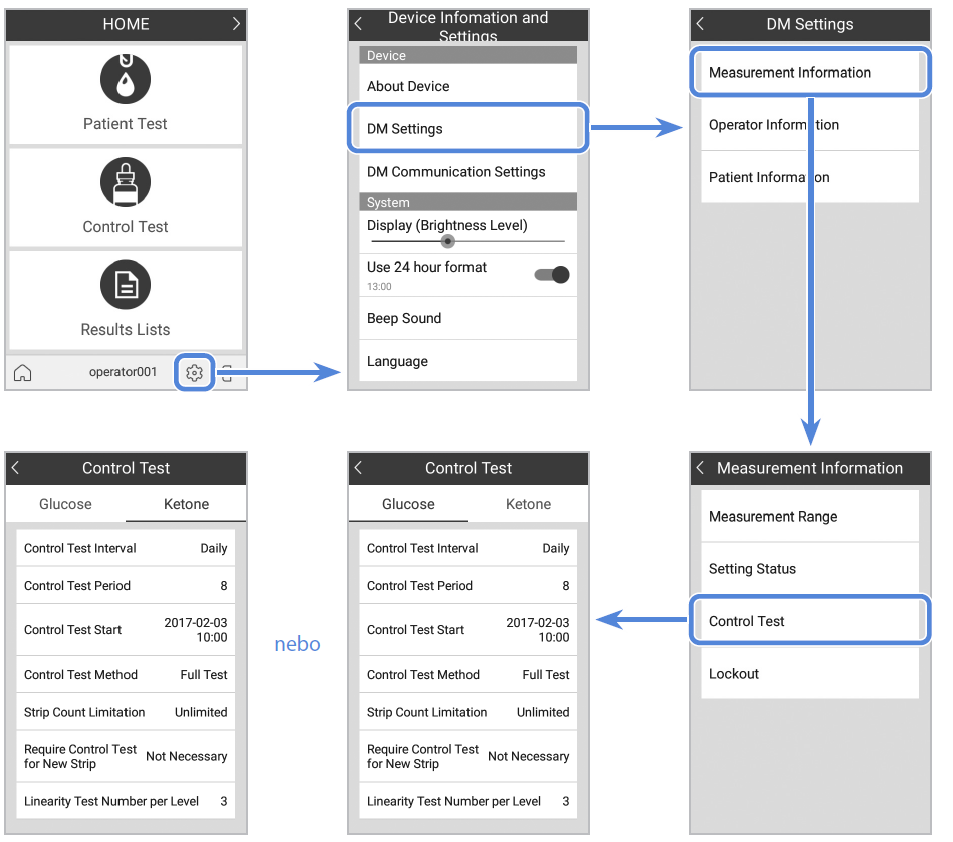 HOME
Patient Test
Control Test
Results Lists
operator001
Device Infomation and
Settings
Device
About Device
DM Settings
DM Communication Settings
System
Display (Brightness Level)
Use 24 hour format
13:00
Beep Sound
Language
DM Settings
Measurement Information
Operator Information
Patient Information
Measurement Information
Measurement Range
Setting Status
Control Test
Lockout
Control Test
Glucose Ketone
Control Test Interval Daily
Control Test Period 8
Control Test Start 2017-02-03
10:00
Control Test Method Full Test
Strip Count Limitation Unlimited
Require Control Test
for New Strip Not Necessary
Linearity Test Number per Level 3
nebo
Control Test
Glucose Ketone
Control Test Interval Daily
Control Test Period 8
Control Test Start 2017-02-03
10:00
Control Test Method Full Test
Strip Count Limitation Unlimited
Require Control Test
for New Strip Not Necessary
Linearity Test Number per Level 3